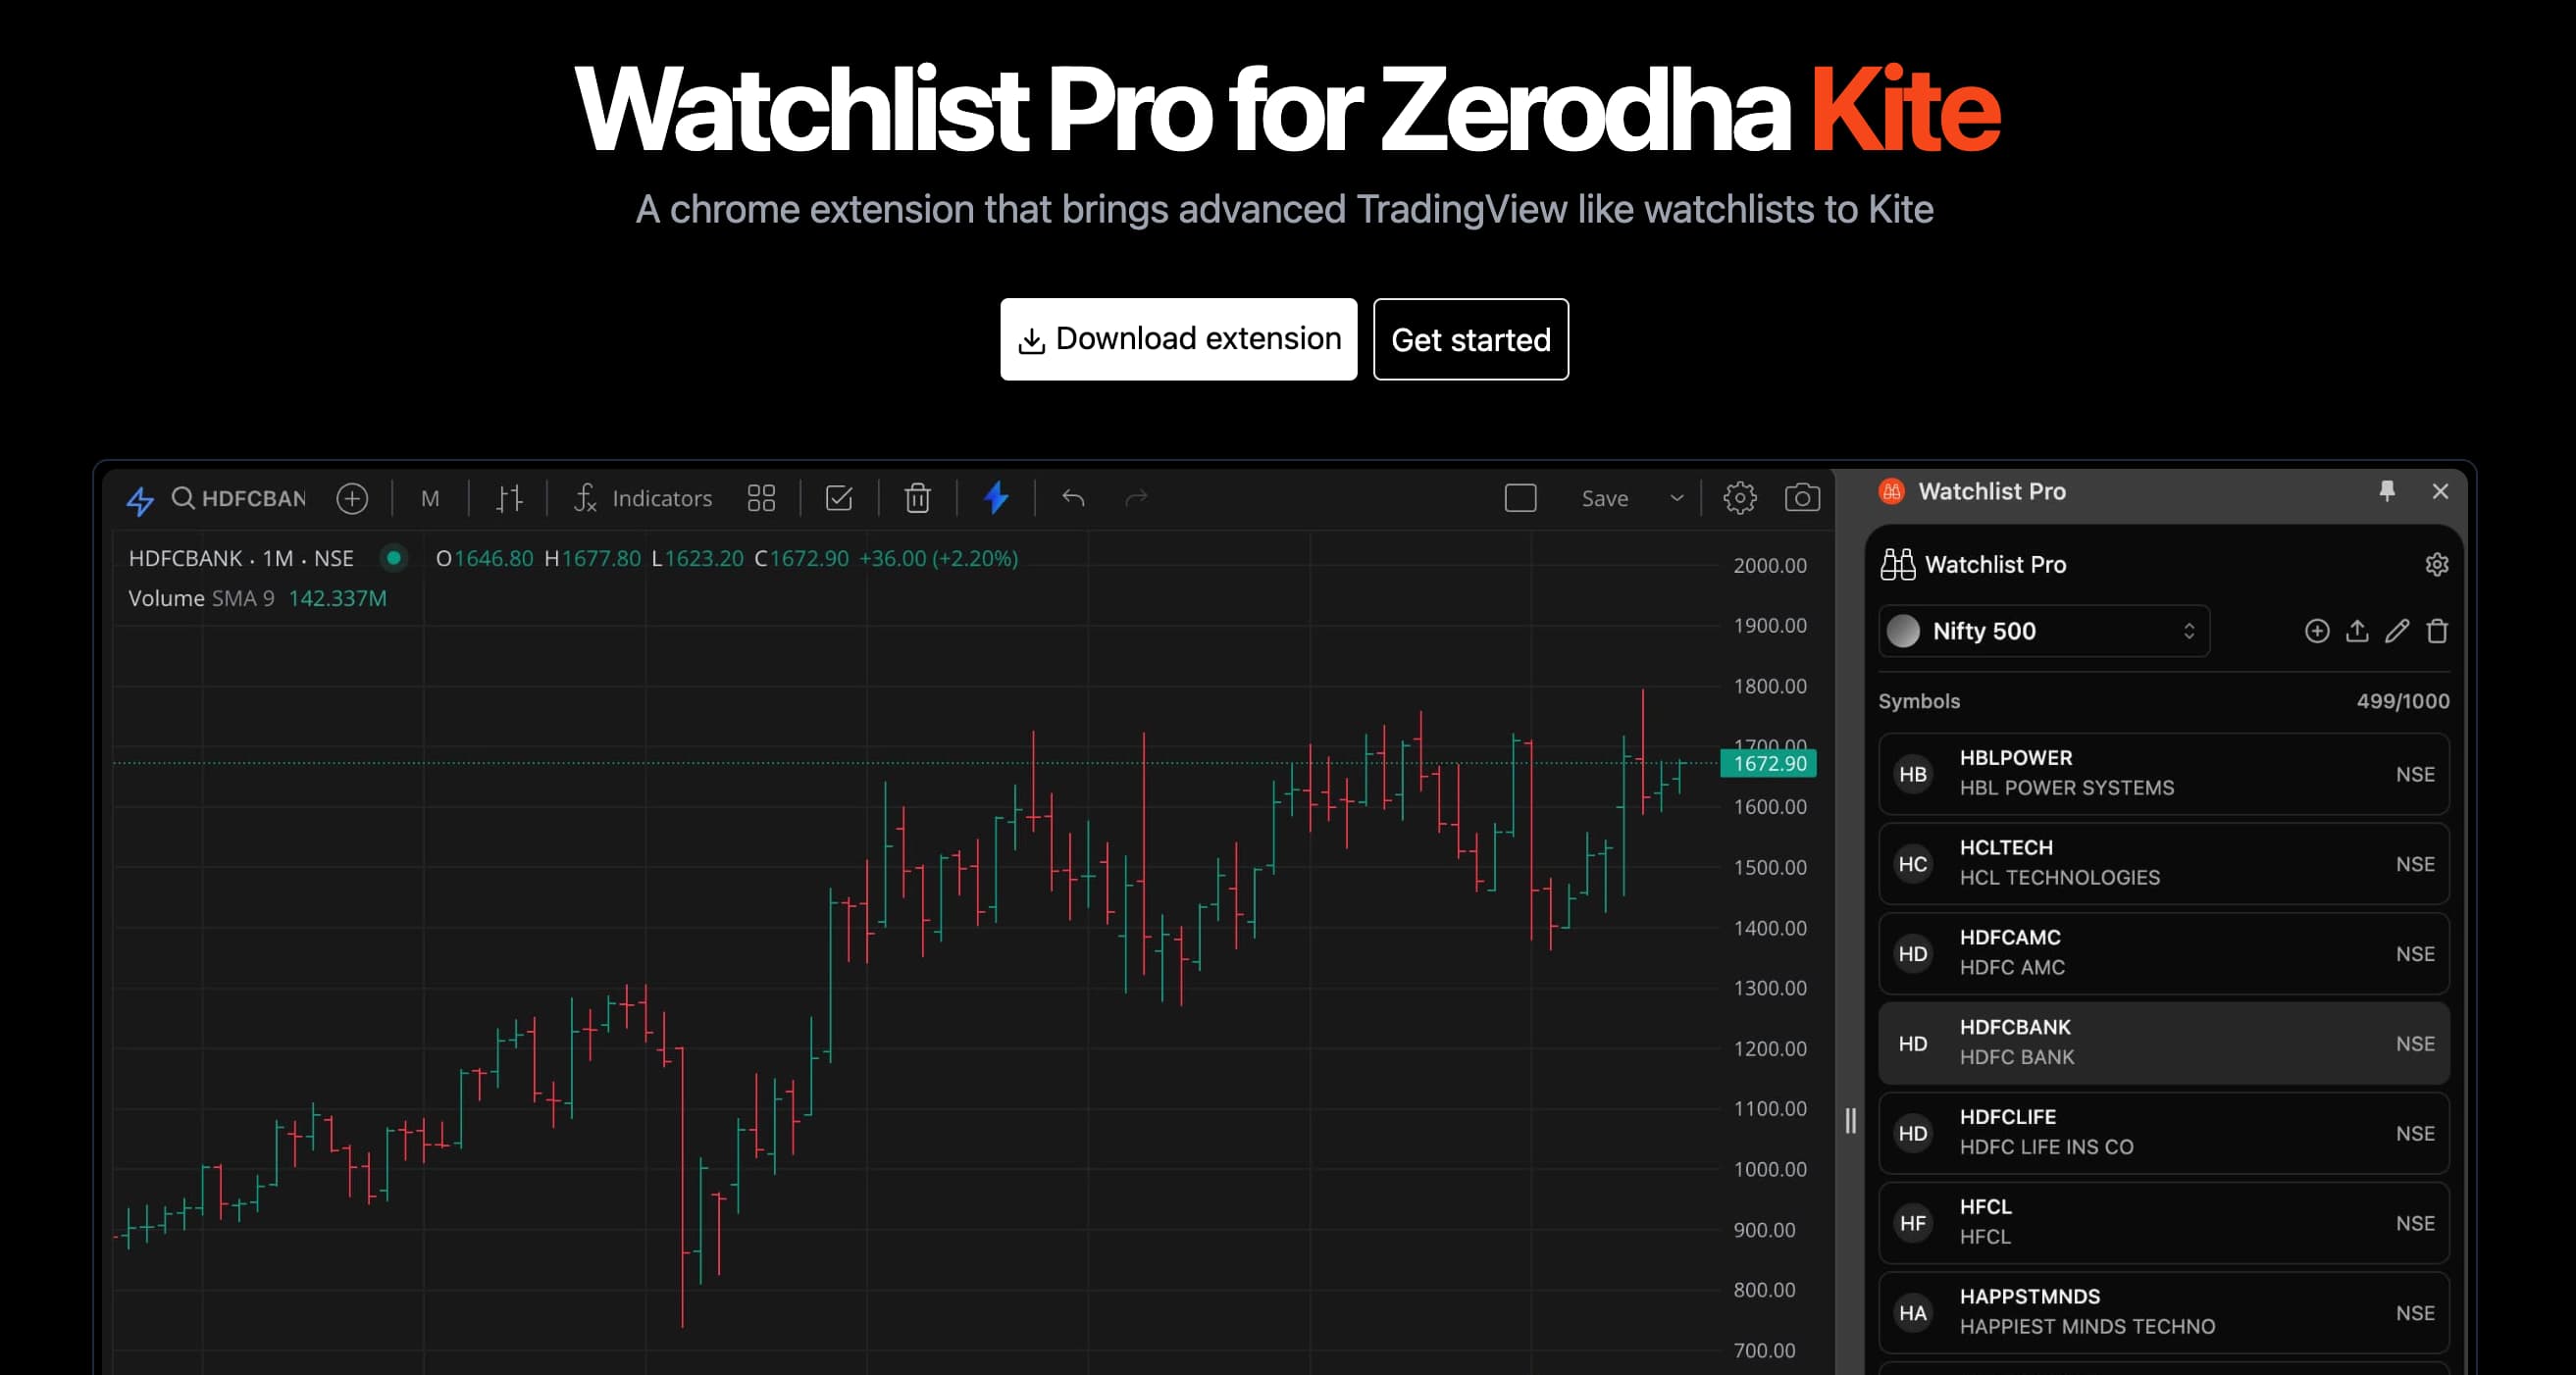 Watchlist Pro for Zerodha Kite
A chrome extension that brings advanced TradingView like watchlists to Kite
Download extension
Get started
HDFCBAN
M
Indicators
Save
HDFCBANK · 1M · NSE O1646.80 H1677.80 L1623.20 C1672.90 +36.00 (+2.20%)
Volume SMA 9 142.337M
2000.00
1900.00
1800.00
1700.00
1672.90
1600.00
1500.00
1400.00
1300.00
1200.00
1100.00
1000.00
900.00
800.00
700.00
Watchlist Pro
Watchlist Pro
Nifty 500
Symbols 499/1000
HB
HBLPOWER
HBL POWER SYSTEMS
NSE
HC
HCLTECH
HCL TECHNOLOGIES
NSE
HD
HDFCAMC
HDFC AMC
NSE
HD
HDFCBANK
HDFC BANK
NSE
HD
HDFCLIFE
HDFC LIFE INS CO
NSE
HF
HFCL
HFCL
NSE
HA
HAPPSTMNDS
HAPPIEST MINDS TECHNO
NSE